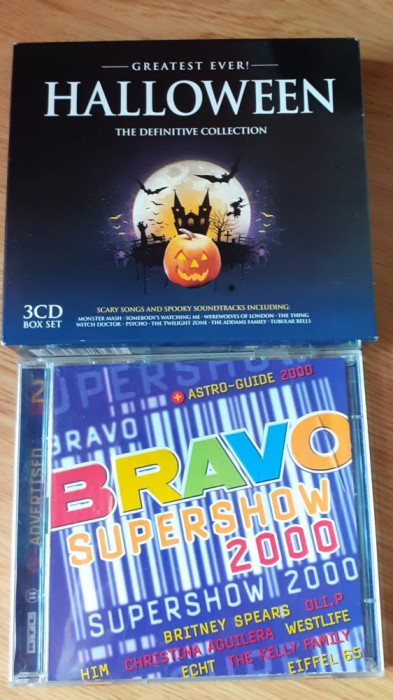 GREATEST EVER!
HALLOWEEN
THE DEFINITIVE COLLECTION
3CD
BOX SET
SCARY SONGS AND SPOOKY SOUNDTRACKS INCLUDING:
MONSTER MASH · SOMEBODY'S WATCHING ME · WEREWOLVES OF LONDON · THE THING
WITCH DOCTOR · PSYCHO · THE TWILIGHT ZONE · THE ADDAMS FAMILY · TUBULAR BELLS
SUPERSHOW
+ ASTRO-GUIDE 2000
BRAVO
BRAVO
SUPERSHOW
2000
SUPERSHOW 2000
ADVERTISED
BRITNEY SPEARS OLI.P
CHRISTINA AGUILERA WESTLIFE
HIM ECHT THE KELLY FAMILY
EIFFEL 65